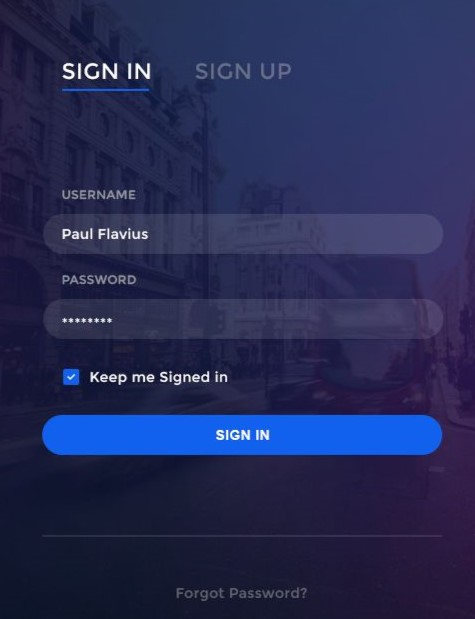 SIGN IN SIGN UP
USERNAME
Paul Flavius
PASSWORD
********
Keep me Signed in
SIGN IN
Forgot Password?